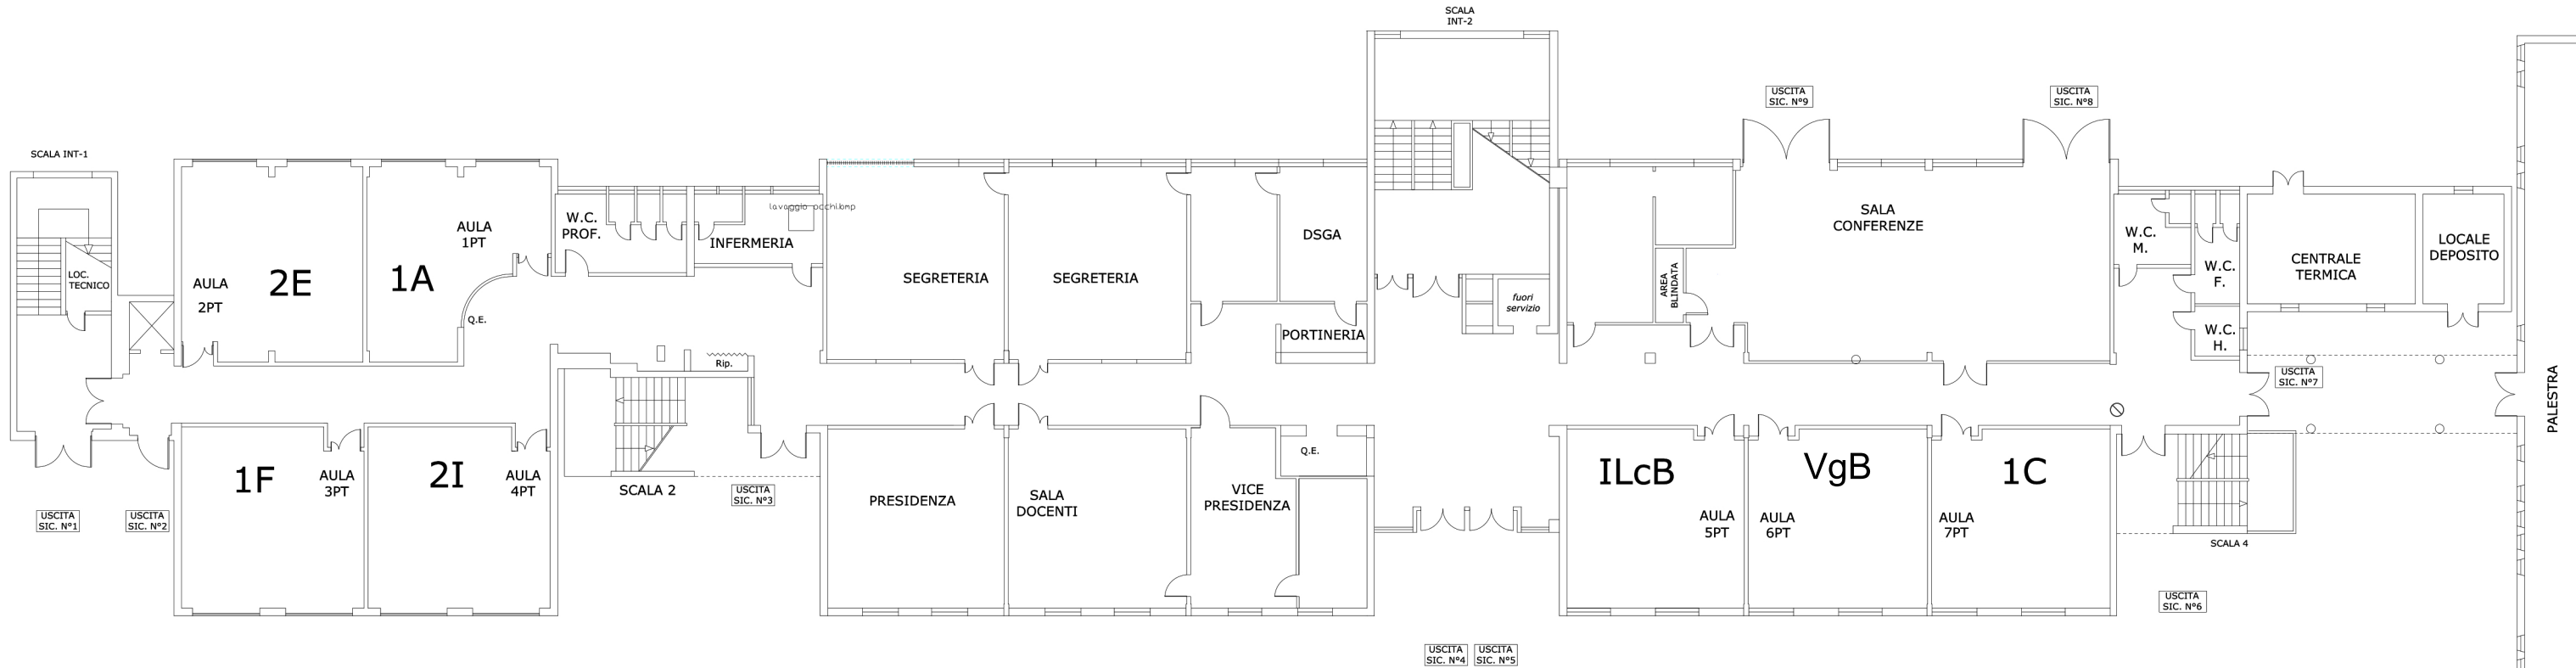 SCALA
INT-2
USCITA
SIC. N°9
USCITA
SIC. N°8
SCALA INT-1
LOC.
TECNICO
AULA
2PT
2E
1A
AULA
1PT
Q.E.
W.C.
PROF.
lavaggio occhi.bmp
INFERMERIA
SEGRETERIA
SEGRETERIA
DSGA
PORTINERIA
fuori
servizio
AREA
BLINDATA
SALA
CONFERENZE
W.C.
M.
W.C.
F.
W.C.
H.
CENTRALE
TERMICA
LOCALE
DEPOSITO
Rip.
USCITA
SIC. N°7
PALESTRA
1F
AULA
3PT
2I
AULA
4PT
SCALA 2
USCITA
SIC. N°3
PRESIDENZA
SALA
DOCENTI
VICE
PRESIDENZA
Q.E.
ILcB
AULA
5PT
VgB
AULA
6PT
1C
AULA
7PT
SCALA 4
USCITA
SIC. N°1
USCITA
SIC. N°2
USCITA
SIC. N°6
USCITA
SIC. N°4
USCITA
SIC. N°5